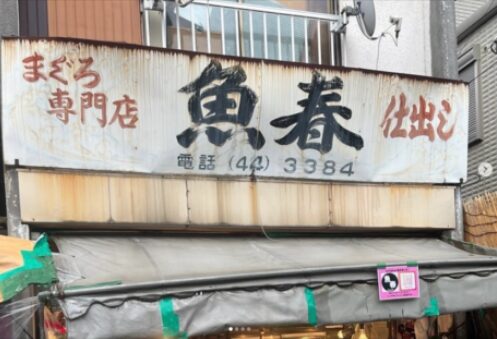 まぐろ
専門店
魚春
仕出し
電話 (44) 3384